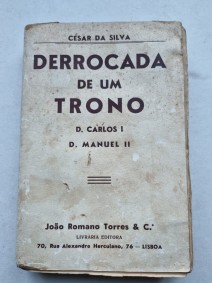 CÉSAR DA SILVA
DERROCADA
DE UM
TRONO
D. CARLOS I
D. MANUEL II
João Romano Torres & C.ª
LIVRARIA EDITORA
70, Rua Alexandre Herculano, 76 — LISBOA